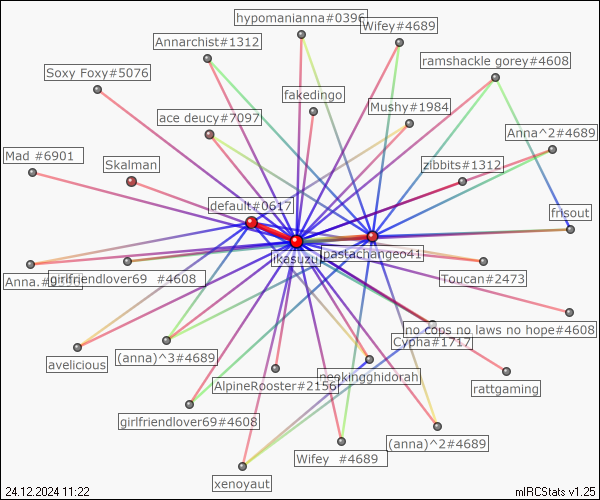 hypomanianna#0396
Wifey#4689
Annarchist#1312
ramshackle gorey#4608
Soxy Foxy#5076
fakedingo
Mushy#1984
ace deucy#7097
Anna^2#4689
Mad #6901
Skalman
zibbits#1312
default#0617
frisout
ikasuzu
pastachangeo41
Anna.
girlfriendlover69 #4608
Toucan#2473
no cops no laws no hope#4608
Cypha#1717
avelicious
(anna)^3#4689
neekingghidorah
AlpineRooster#2156
rattgaming
girlfriendlover69#4608
(anna)^2#4689
Wifey #4689
xenoyaut
24.12.2024 11:22
mIRCStats v1.25